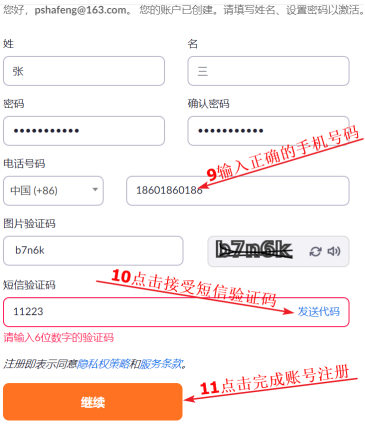 您好，pshafeng@163.com。 您的账户已创建。请填写姓名、设置密码以激活。
姓 名
张 三
密码 确认密码
●●●●●●●●●●● ●●●●●●●●●●●
电话号码
9输入正确的手机号码
中国 (+86) 18601860186
图片验证码
b7n6k b7n6k
10点击接受短信验证码
短信验证码
11223 发送代码
请输入6位数字的验证码
注册即表示同意隐私权策略和服务条款。
11点击完成账号注册
继续